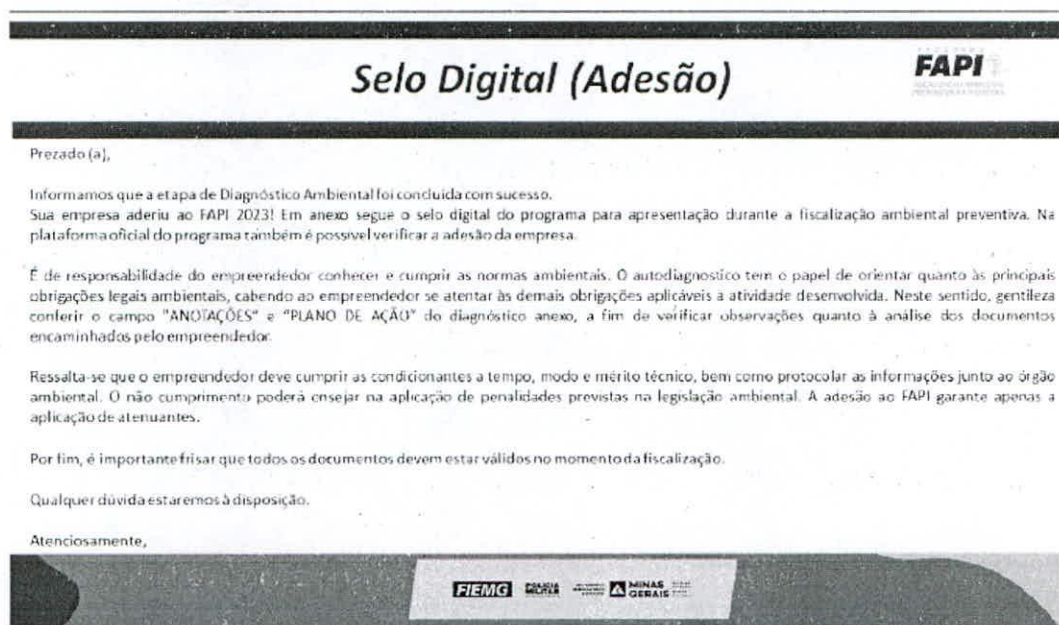 Selo Digital (Adesão)
FAPI
Prezado (a),
Informamos que a etapa de Diagnóstico Ambiental foi concluida com sucesso.
Sua empresa aderiu ao FAPI 2023! Em anexo segue o selo digital do programa para apresentação durante a fiscalização ambiental preventiva. Na
plataforma oficial do programa também é possivel verificar a adesão da empresa.
É de responsabilidade do empreendedor conhecer e cumprir as normas ambientais. O autodiagnostico tem o papel de orientar quanto às principais
obrigações legais ambientais, cabendo ao empreendedor se atentar às demais obrigações aplicáveis a atividade desenvolvida. Neste sentido, gentileza
conferir o campo "ANOTAÇÕES" e "PLANO DE AÇÃO" do diagnóstico anexo, a fim de verificar observações quanto à análise dos documentos
encaminhados pelo empreendedor.
Ressalta-se que o empreendedor deve cumprir as condicionantes a tempo, modo e mérito técnico, bem como protocolar as informações junto ao órgão
ambiental. O não cumprimento poderá ensejar na aplicação de penalidades previstas na legislação ambiental. A adesão ao FAPI garante apenas a
aplicação de atenuantes.
Por fim, é importante frisar que todos os documentos devem estar válidos no momento da fiscalização.
Qualquer dúvida estaremos à disposição.
Atenciosamente,
FIEMG POLÍCIA MILITAR MINAS GERAIS